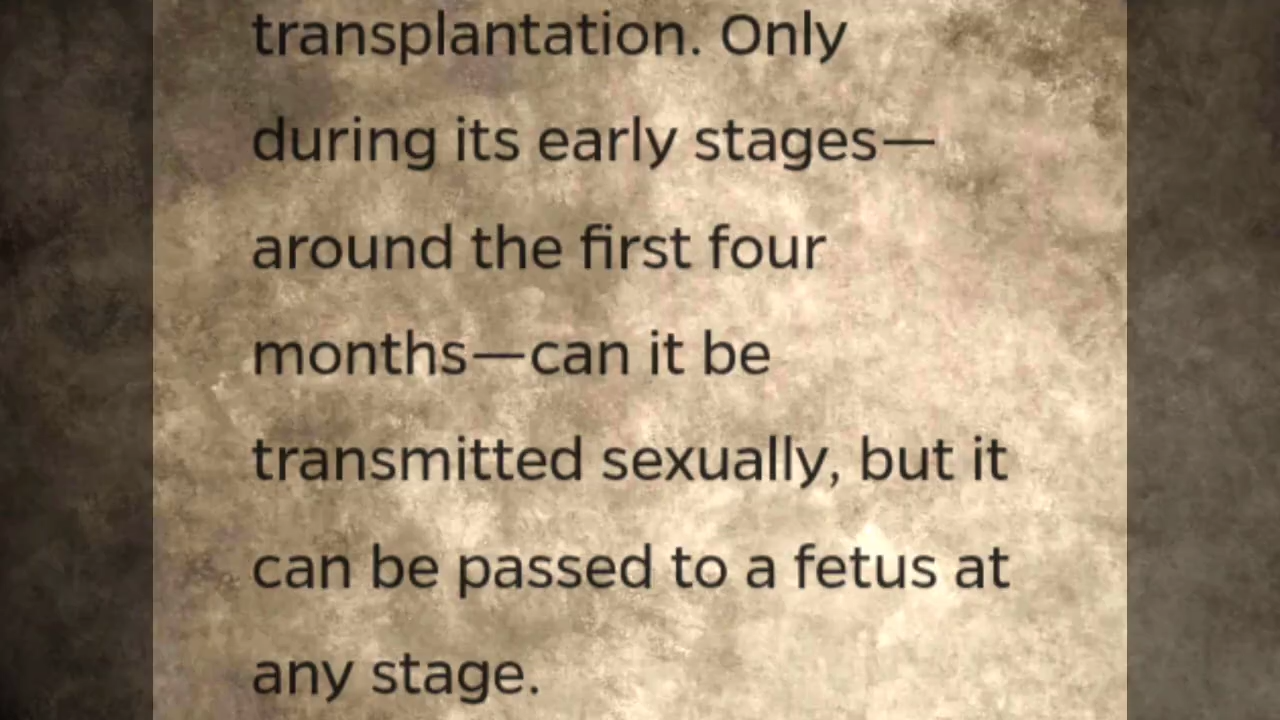 transplantation. Only
during its early stages—
around the first four
months—can it be
transmitted sexually, but it
can be passed to a fetus at
any stage.